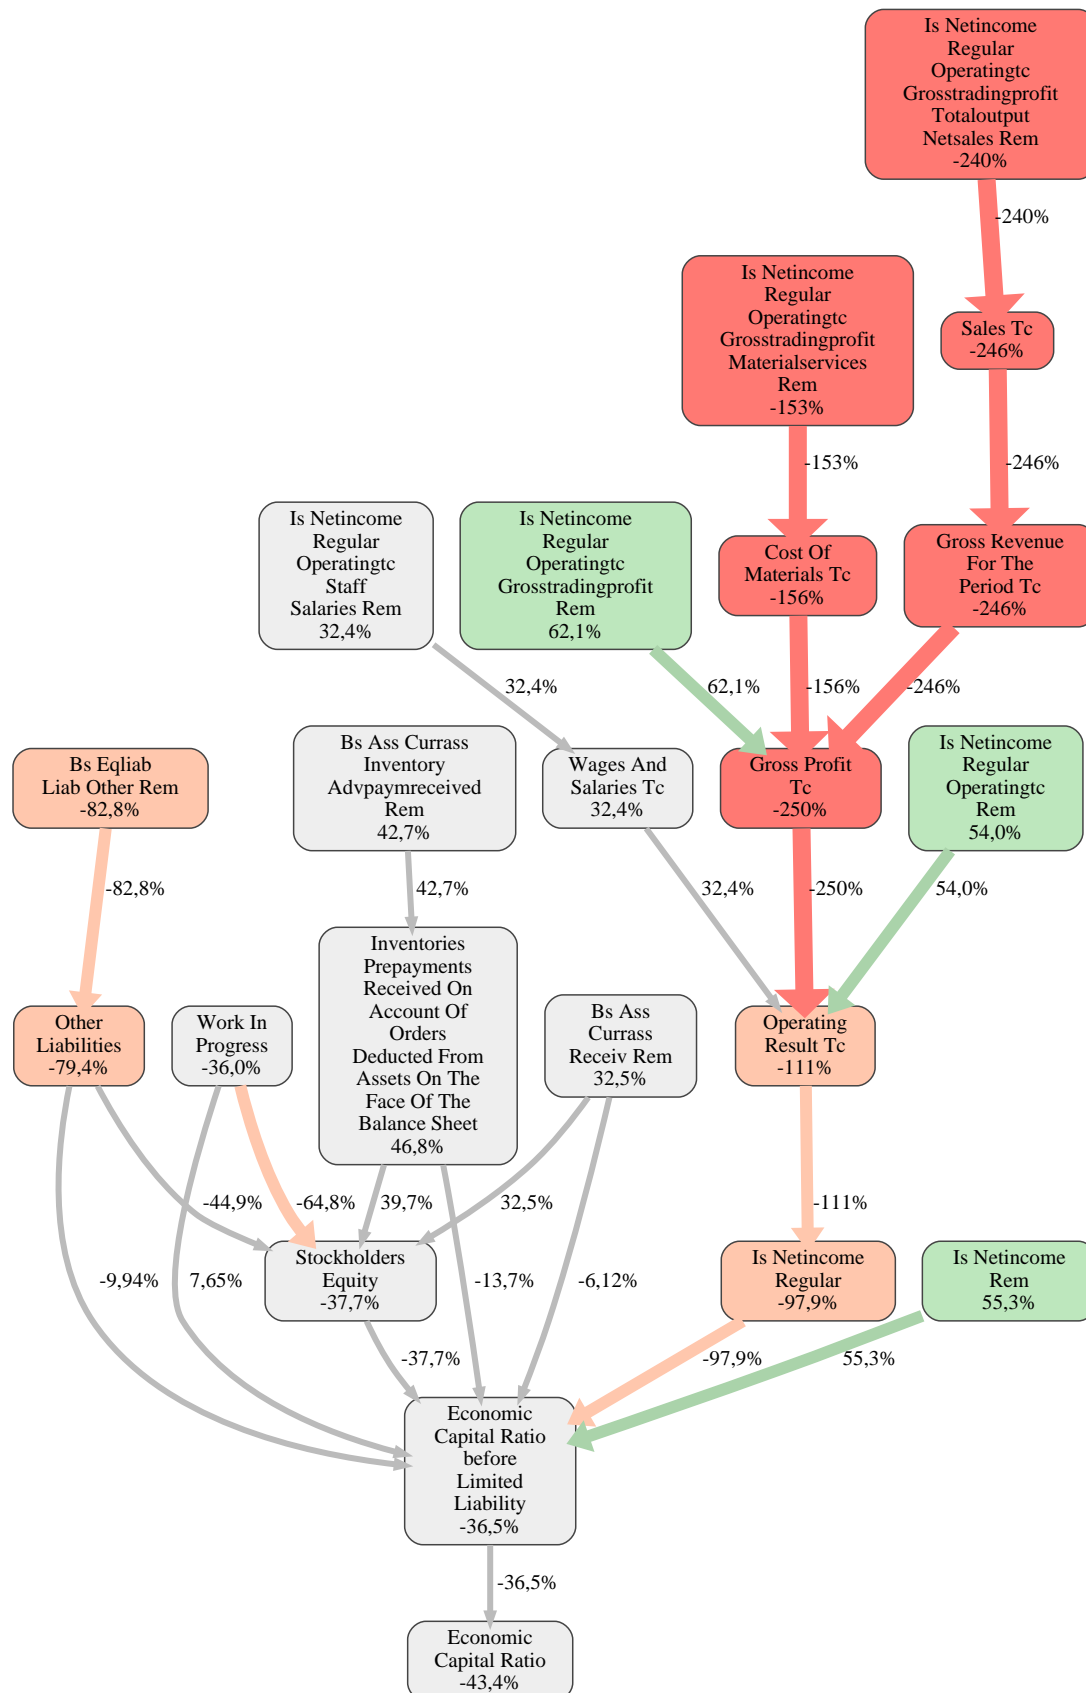 Is Netincome
Regular
Operatingtc
Grosstradingprofit
Totaloutput
Netsales Rem
-240%
-240%
Is Netincome
Regular
Operatingtc
Grosstradingprofit
Materialservices
Rem
-153%
Sales Tc
-246%
-153%
-246%
Is Netincome
Regular
Operatingtc
Staff
Salaries Rem
32,4%
Is Netincome
Regular
Operatingtc
Grosstradingprofit
Rem
62,1%
Cost Of
Materials Tc
-156%
Gross Revenue
For The
Period Tc
-246%
32,4%
62,1%
-156%
-246%
Bs Eqliab
Liab Other Rem
-82,8%
Bs Ass Currass
Inventory
Advpaymreceived
Rem
42,7%
Wages And
Salaries Tc
32,4%
Gross Profit
Tc
-250%
Is Netincome
Regular
Operatingtc
Rem
54,0%
-82,8%
42,7%
32,4%
-250%
54,0%
Other
Liabilities
-79,4%
Work In
Progress
-36,0%
Inventories
Prepayments
Received On
Account Of
Orders
Deducted From
Assets On The
Face Of The
Balance Sheet
46,8%
Bs Ass
Currass
Receiv Rem
32,5%
Operating
Result Tc
-111%
-44,9%
-64,8%
39,7%
32,5%
-111%
-9,94%
7,65%
Stockholders
Equity
-37,7%
-13,7%
-6,12%
Is Netincome
Regular
-97,9%
Is Netincome
Rem
55,3%
-37,7%
-97,9%
55,3%
Economic
Capital Ratio
before
Limited
Liability
-36,5%
-36,5%
Economic
Capital Ratio
-43,4%